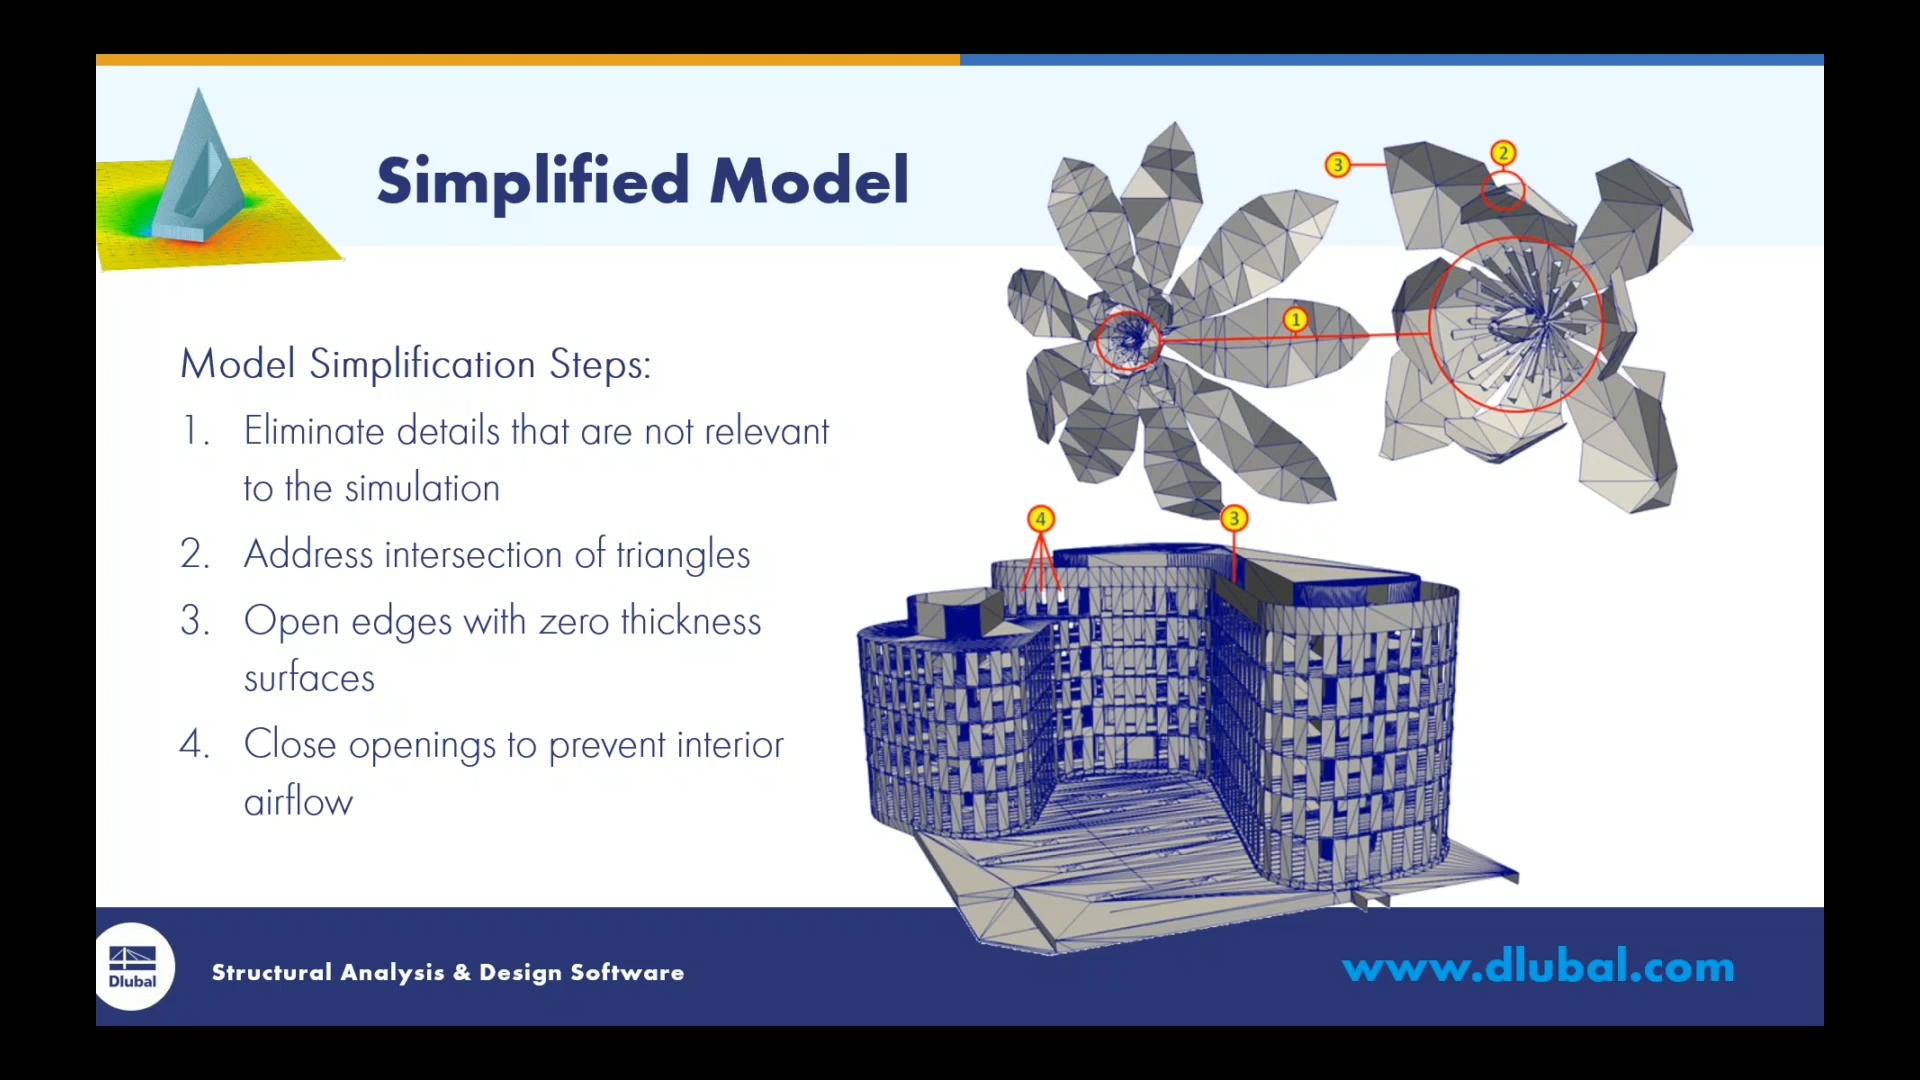 Simplified Model
3
2
1
Model Simplification Steps:
1. Eliminate details that are not relevant
to the simulation
2. Address intersection of triangles
3. Open edges with zero thickness
surfaces
4. Close openings to prevent interior
airflow
4
3
Dlubal
Structural Analysis & Design Software
www.dlubal.com